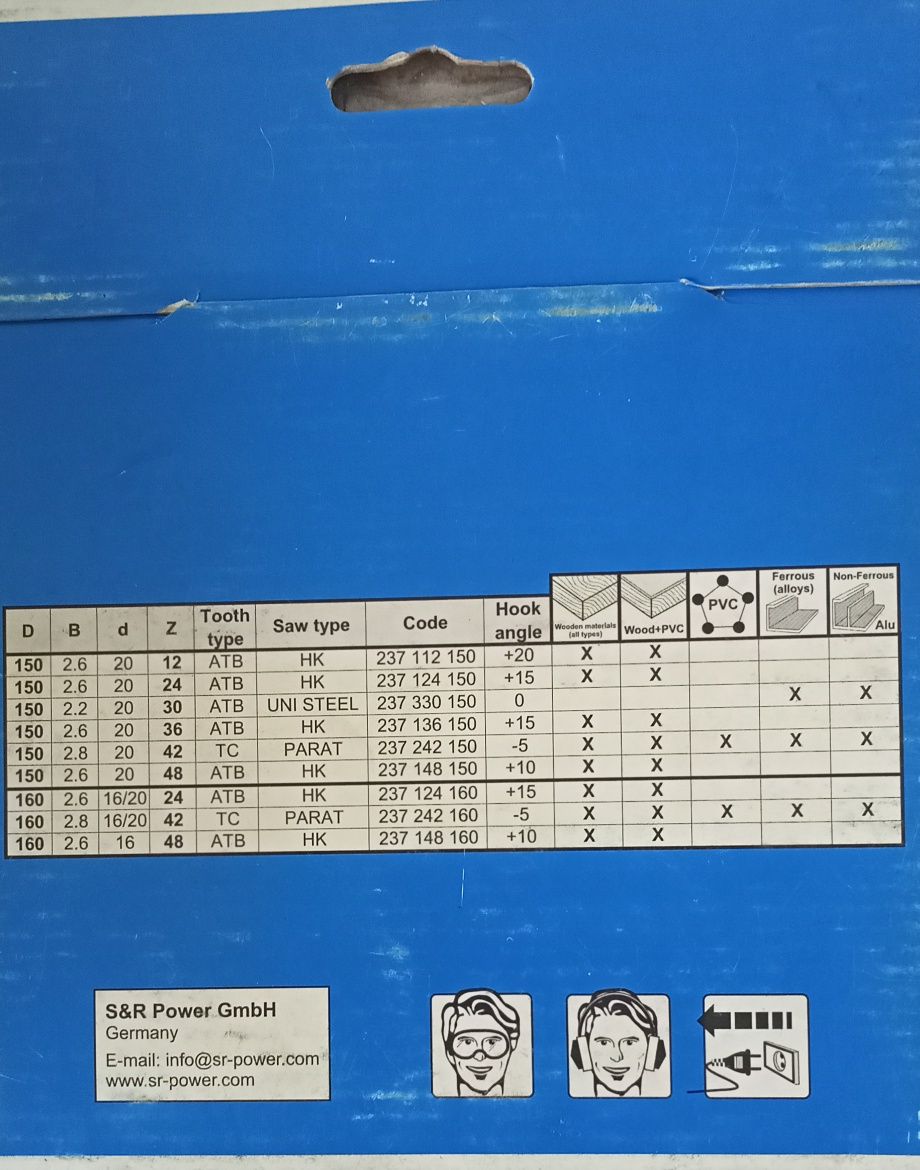 D B d Z Tooth type Saw type Code Hook angle Wooden materials (all types) Wood+PVC PVC Ferrous (alloys) Non-Ferrous Alu
150 2.6 20 12 ATB HK 237 112 150 +20 X X
150 2.6 20 24 ATB HK 237 124 150 +15 X X
150 2.2 20 30 ATB UNI STEEL 237 330 150 0 X X
150 2.6 20 36 ATB HK 237 136 150 +15 X X
150 2.8 20 42 TC PARAT 237 242 150 -5 X X X X X
150 2.6 20 48 ATB HK 237 148 150 +10 X X
160 2.6 16/20 24 ATB HK 237 124 160 +15 X X
160 2.8 16/20 42 TC PARAT 237 242 160 -5 X X X X X
160 2.6 16 48 ATB HK 237 148 160 +10 X X
S&R Power GmbH
Germany
E-mail: info@sr-power.com
www.sr-power.com